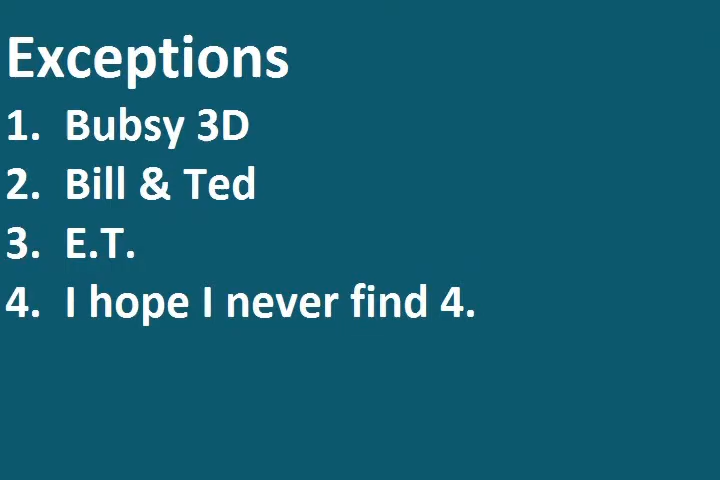 Exceptions
1. Bubsy 3D
2. Bill & Ted
3. E.T.
4. I hope I never find 4.